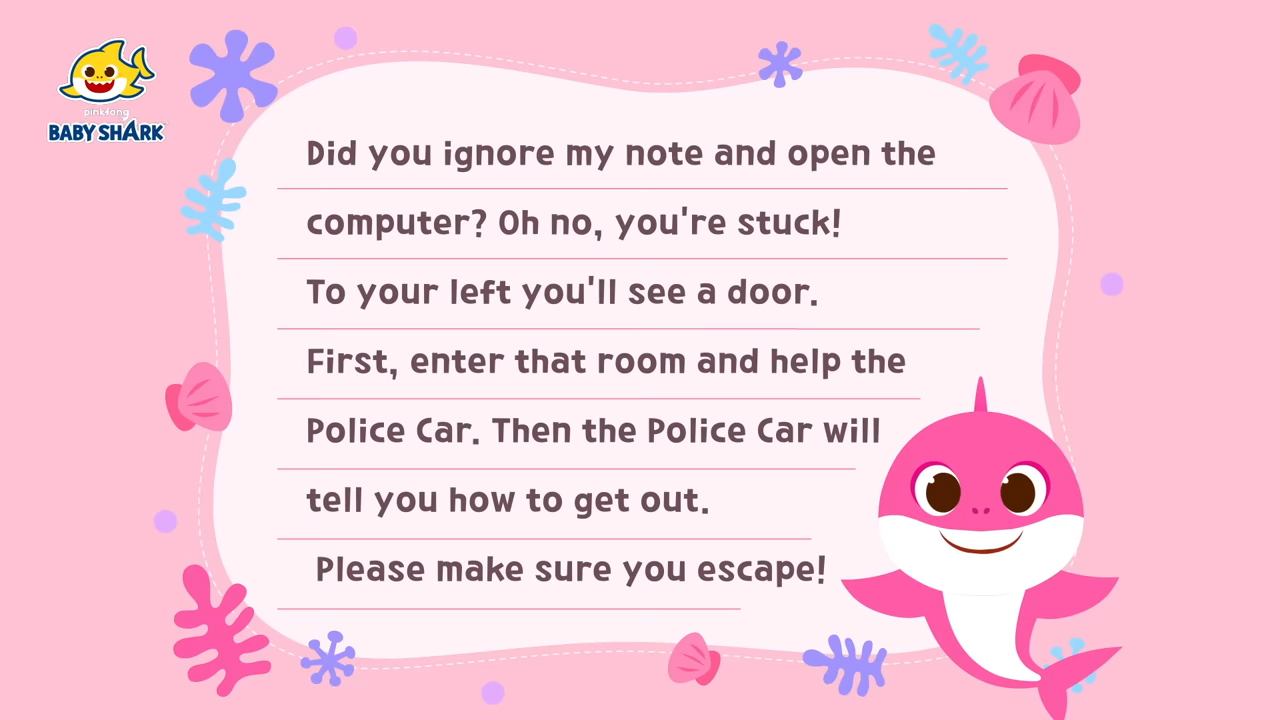 pinkfong
BABY SHARK
Did you ignore my note and open the
computer? Oh no, you're stuck!
To your left you'll see a door.
First, enter that room and help the
Police Car. Then the Police Car will
tell you how to get out.
Please make sure you escape!